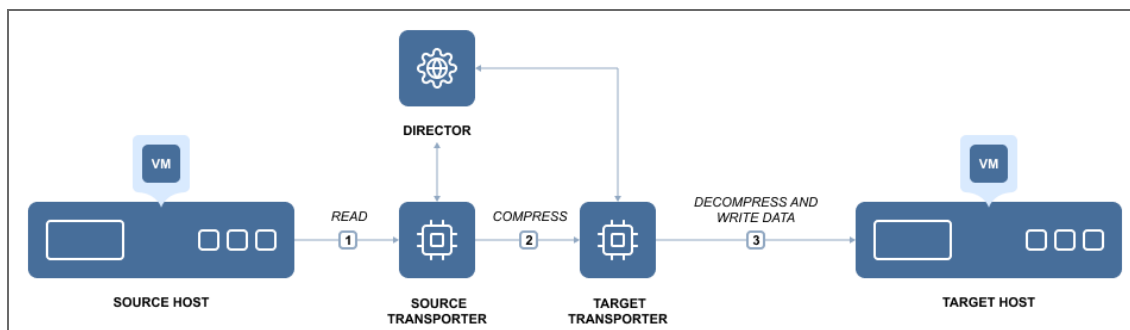 DIRECTOR
VM
VM
READ
1
COMPRESS
2
DECOMPRESS AND
WRITE DATA
3
SOURCE HOST
SOURCE
TRANSPORTER
TARGET
TRANSPORTER
TARGET HOST